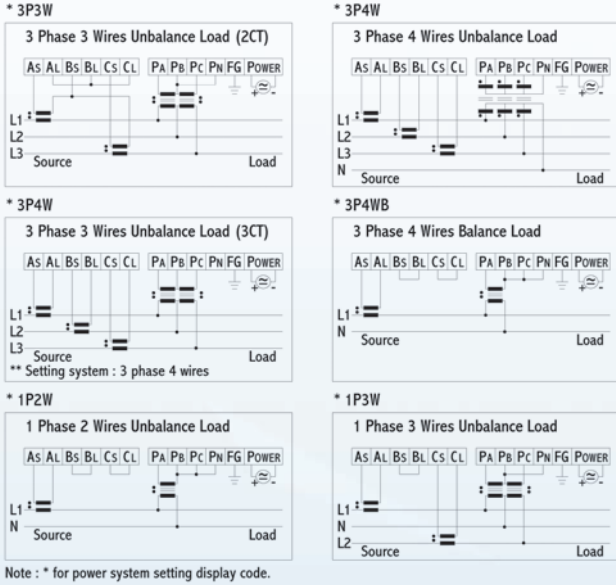 * 3P3W
3 Phase 3 Wires Unbalance Load (2CT)
AS AL BS BL CS CL PA PB PC PN FG POWER
+ -
L1
L2
L3
Source Load
* 3P4W
3 Phase 4 Wires Unbalance Load
AS AL BS BL CS CL PA PB PC PN FG POWER
+ -
L1
L2
L3
N
Source Load
* 3P4W
3 Phase 3 Wires Unbalance Load (3CT)
AS AL BS BL CS CL PA PB PC PN FG POWER
+ -
L1
L2
L3
Source Load
** Setting system : 3 phase 4 wires
* 3P4WB
3 Phase 4 Wires Balance Load
AS AL BS BL CS CL PA PB PC PN FG POWER
+ -
L1
N
Source Load
* 1P2W
1 Phase 2 Wires Unbalance Load
AS AL BS BL CS CL PA PB PC PN FG POWER
+ -
L1
N
Source Load
* 1P3W
1 Phase 3 Wires Unbalance Load
AS AL BS BL CS CL PA PB PC PN FG POWER
+ -
L1
N
L2
Source Load
Note : * for power system setting display code.